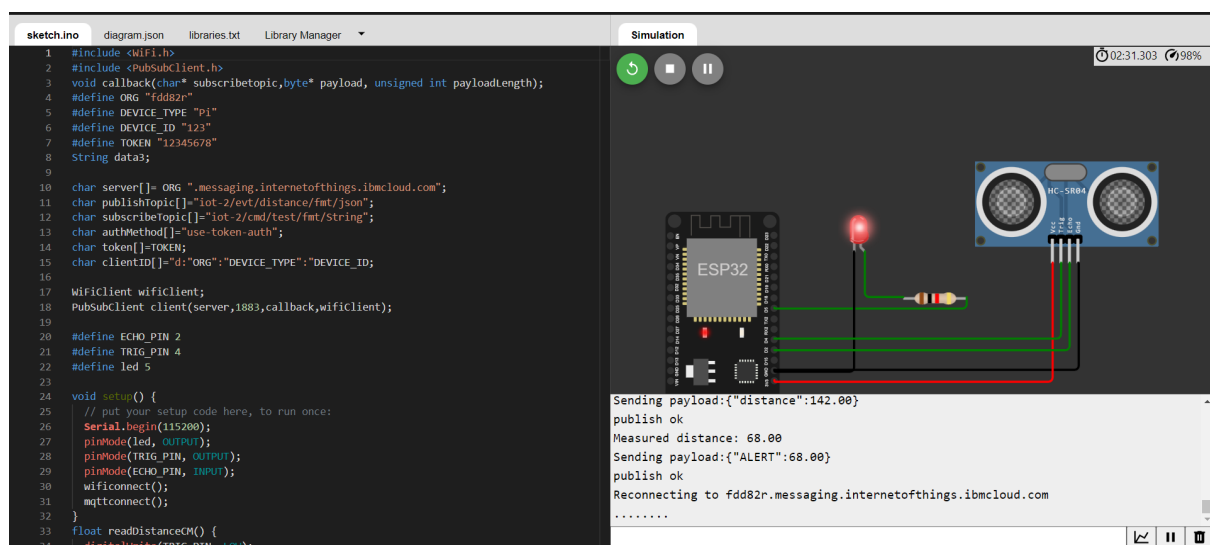 sketch.ino diagram.json libraries.txt Library Manager
1 #include <WiFi.h>
2 #include <PubSubClient.h>
3 void callback(char* subscribetopic,byte* payload, unsigned int payloadLength);
4 #define ORG "fdd82r"
5 #define DEVICE_TYPE "Pi"
6 #define DEVICE_ID "123"
7 #define TOKEN "12345678"
8 String data3;
9
10 char server[]= ORG ".messaging.internetofthings.ibmcloud.com";
11 char publishTopic[]="iot-2/evt/distance/fmt/json";
12 char subscribeTopic[]="iot-2/cmd/test/fmt/String";
13 char authMethod[]="use-token-auth";
14 char token[]=TOKEN;
15 char clientID[]="d:"ORG":"DEVICE_TYPE":"DEVICE_ID;
16
17 WiFiClient wifiClient;
18 PubSubClient client(server,1883,callback,wifiClient);
19
20 #define ECHO_PIN 2
21 #define TRIG_PIN 4
22 #define led 5
23
24 void setup() {
25 // put your setup code here, to run once:
26 Serial.begin(115200);
27 pinMode(led, OUTPUT);
28 pinMode(TRIG_PIN, OUTPUT);
29 pinMode(ECHO_PIN, INPUT);
30 wificonnect();
31 mqttconnect();
32 }
33 float readDistanceCM() {
Simulation
02:31.303 98%
HC-SR04
Vcc
Trig
Echo
Gnd
ESP32
Sending payload:{"distance":142.00}
publish ok
Measured distance: 68.00
Sending payload:{"ALERT":68.00}
publish ok
Reconnecting to fdd82r.messaging.internetofthings.ibmcloud.com
........